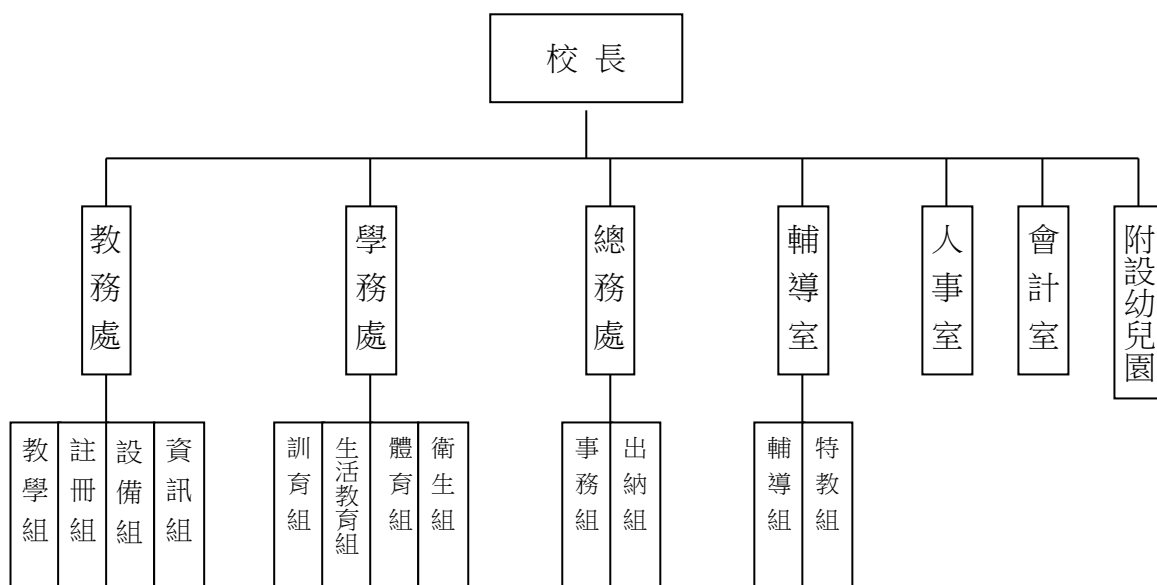 校長
教務處
學務處
總務處
輔導室
人事室
會計室
附設幼兒園
教學組
註冊組
設備組
資訊組
訓育組
生活教育組
體育組
衛生組
事務組
出納組
輔導組
特教組